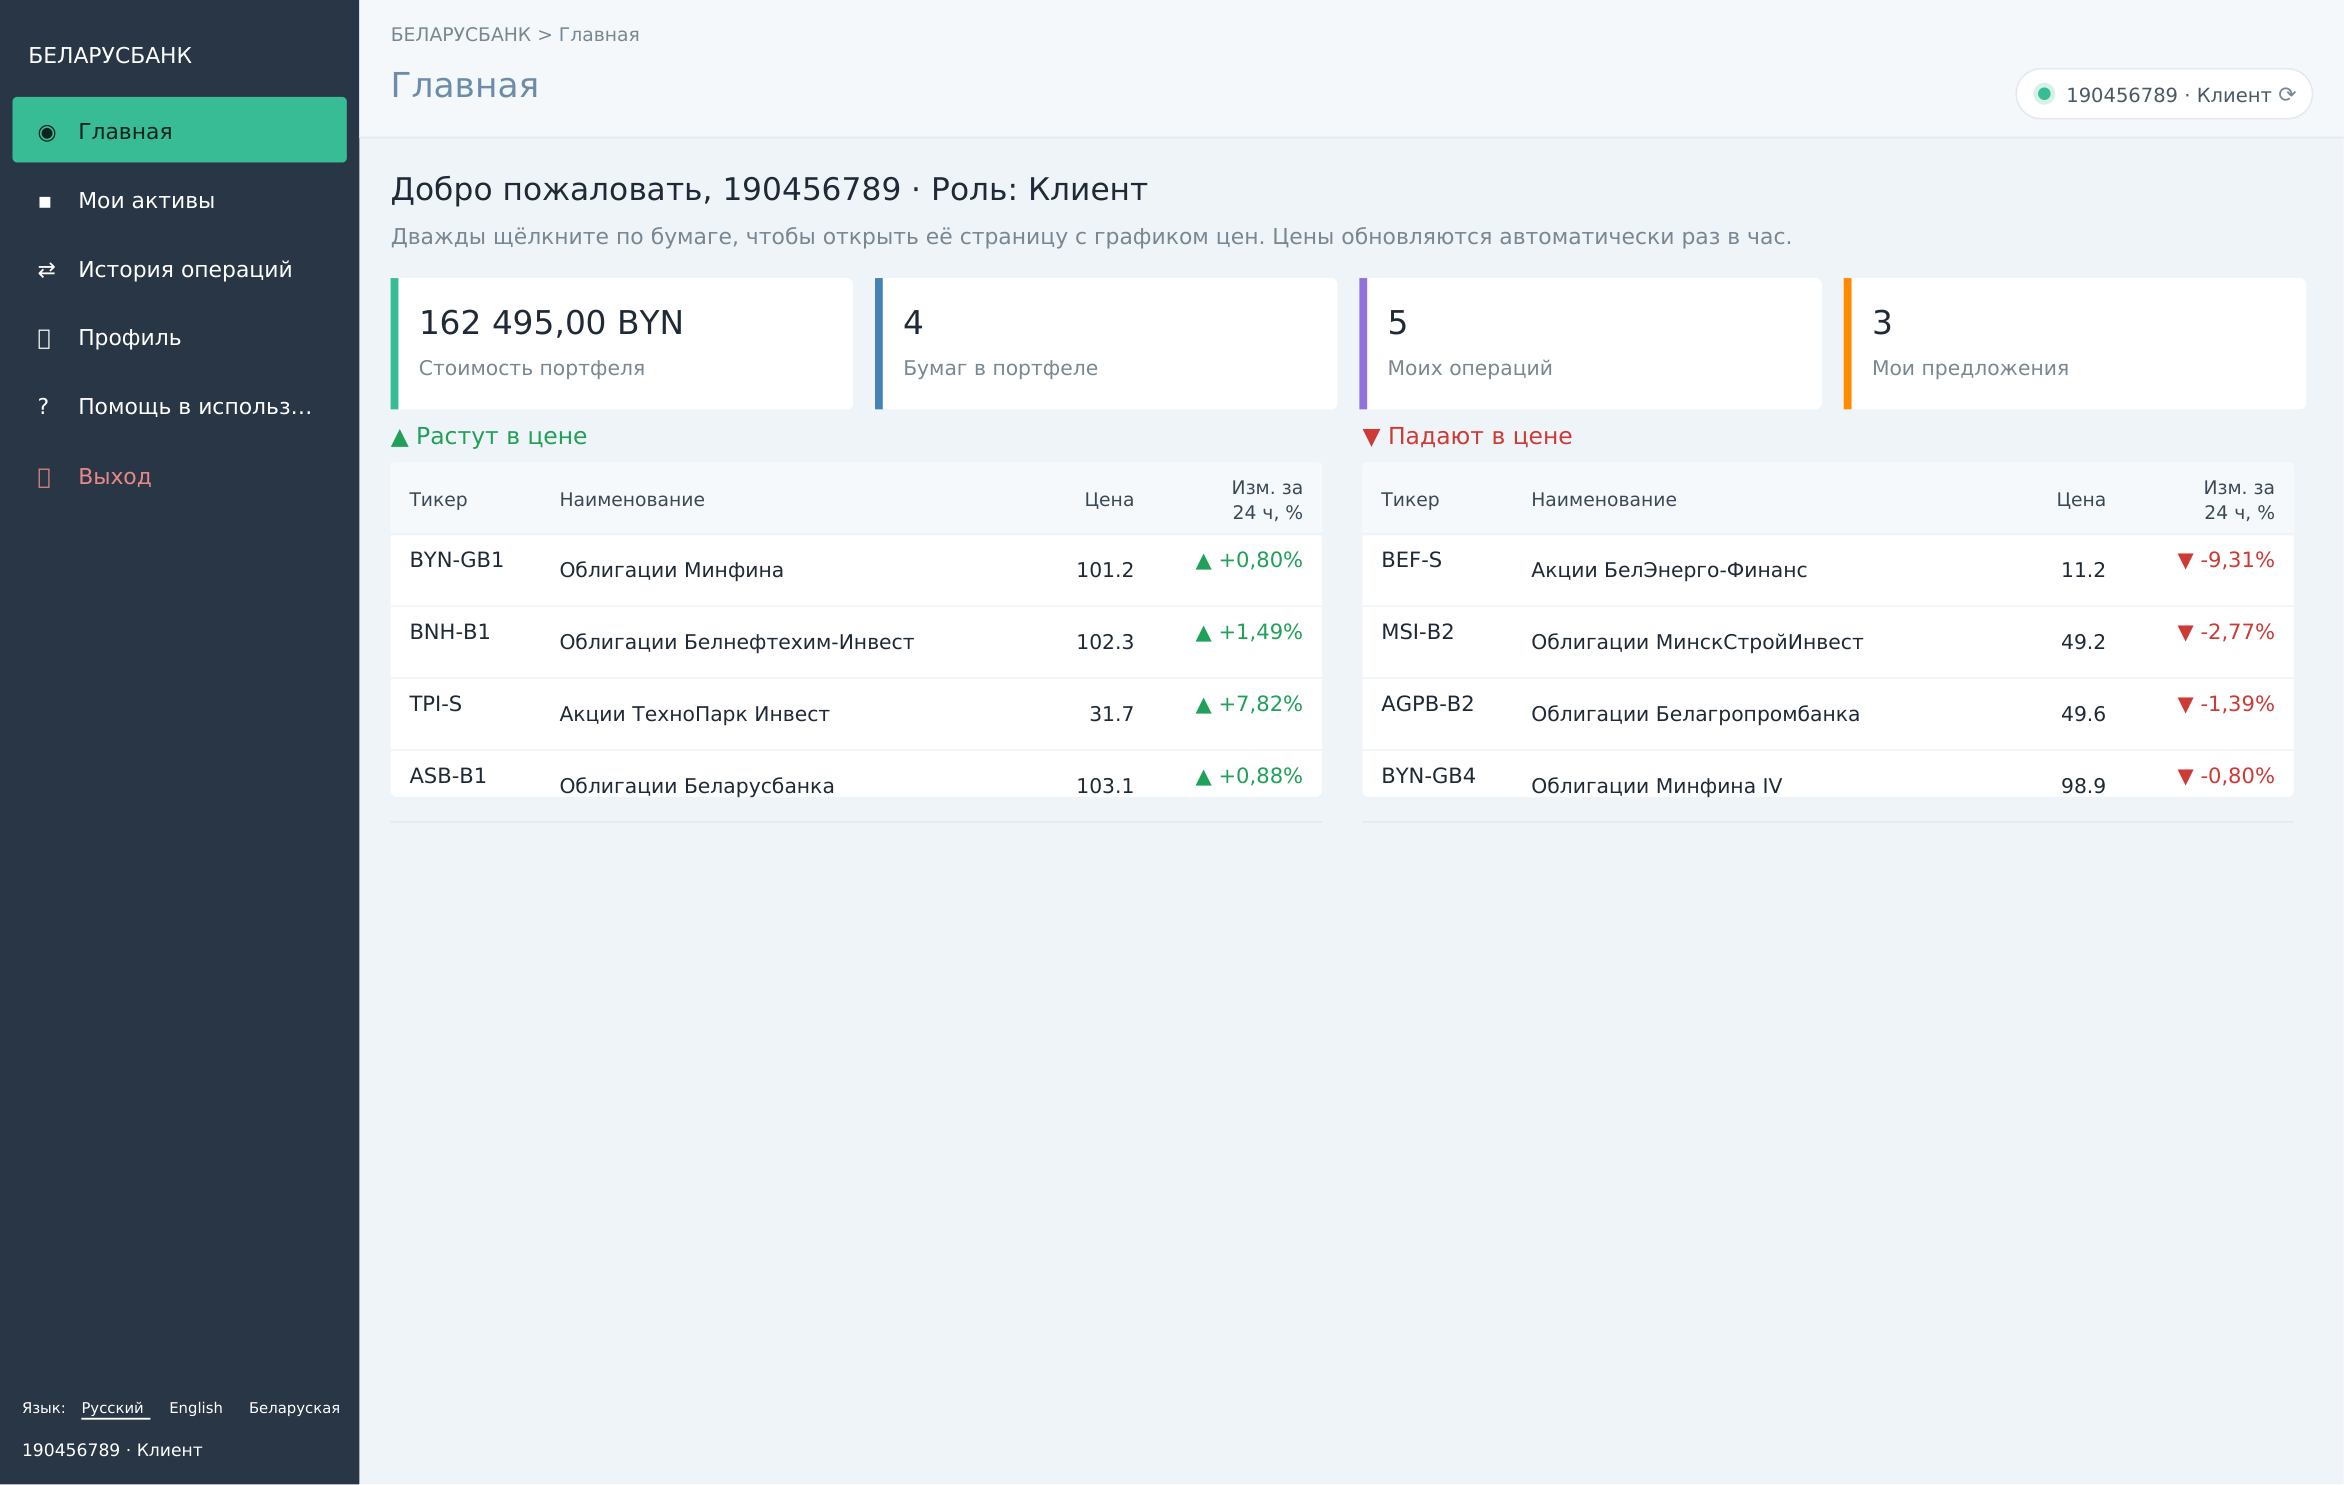 БЕЛАРУСБАНК
◉ Главная
▪ Мои активы
⇄ История операций
Профиль
? Помощь в использ…
Выход
Язык: Русский English Беларуская
190456789 · Клиент
БЕЛАРУСБАНК > Главная
Главная
190456789 · Клиент ⟳
Добро пожаловать, 190456789 · Роль: Клиент
Дважды щёлкните по бумаге, чтобы открыть её страницу с графиком цен. Цены обновляются автоматически раз в час.
162 495,00 BYN
Стоимость портфеля
4
Бумаг в портфеле
5
Моих операций
3
Мои предложения
▲ Растут в цене
Тикер Наименование Цена Изм. за
24 ч, %
BYN-GB1 Облигации Минфина 101.2 ▲ +0,80%
BNH-B1 Облигации Белнефтехим-Инвест 102.3 ▲ +1,49%
TPI-S Акции ТехноПарк Инвест 31.7 ▲ +7,82%
ASB-B1 Облигации Беларусбанка 103.1 ▲ +0,88%
▼ Падают в цене
Тикер Наименование Цена Изм. за
24 ч, %
BEF-S Акции БелЭнерго-Финанс 11.2 ▼ -9,31%
MSI-B2 Облигации МинскСтройИнвест 49.2 ▼ -2,77%
AGPB-B2 Облигации Белагропромбанка 49.6 ▼ -1,39%
BYN-GB4 Облигации Минфина IV 98.9 ▼ -0,80%